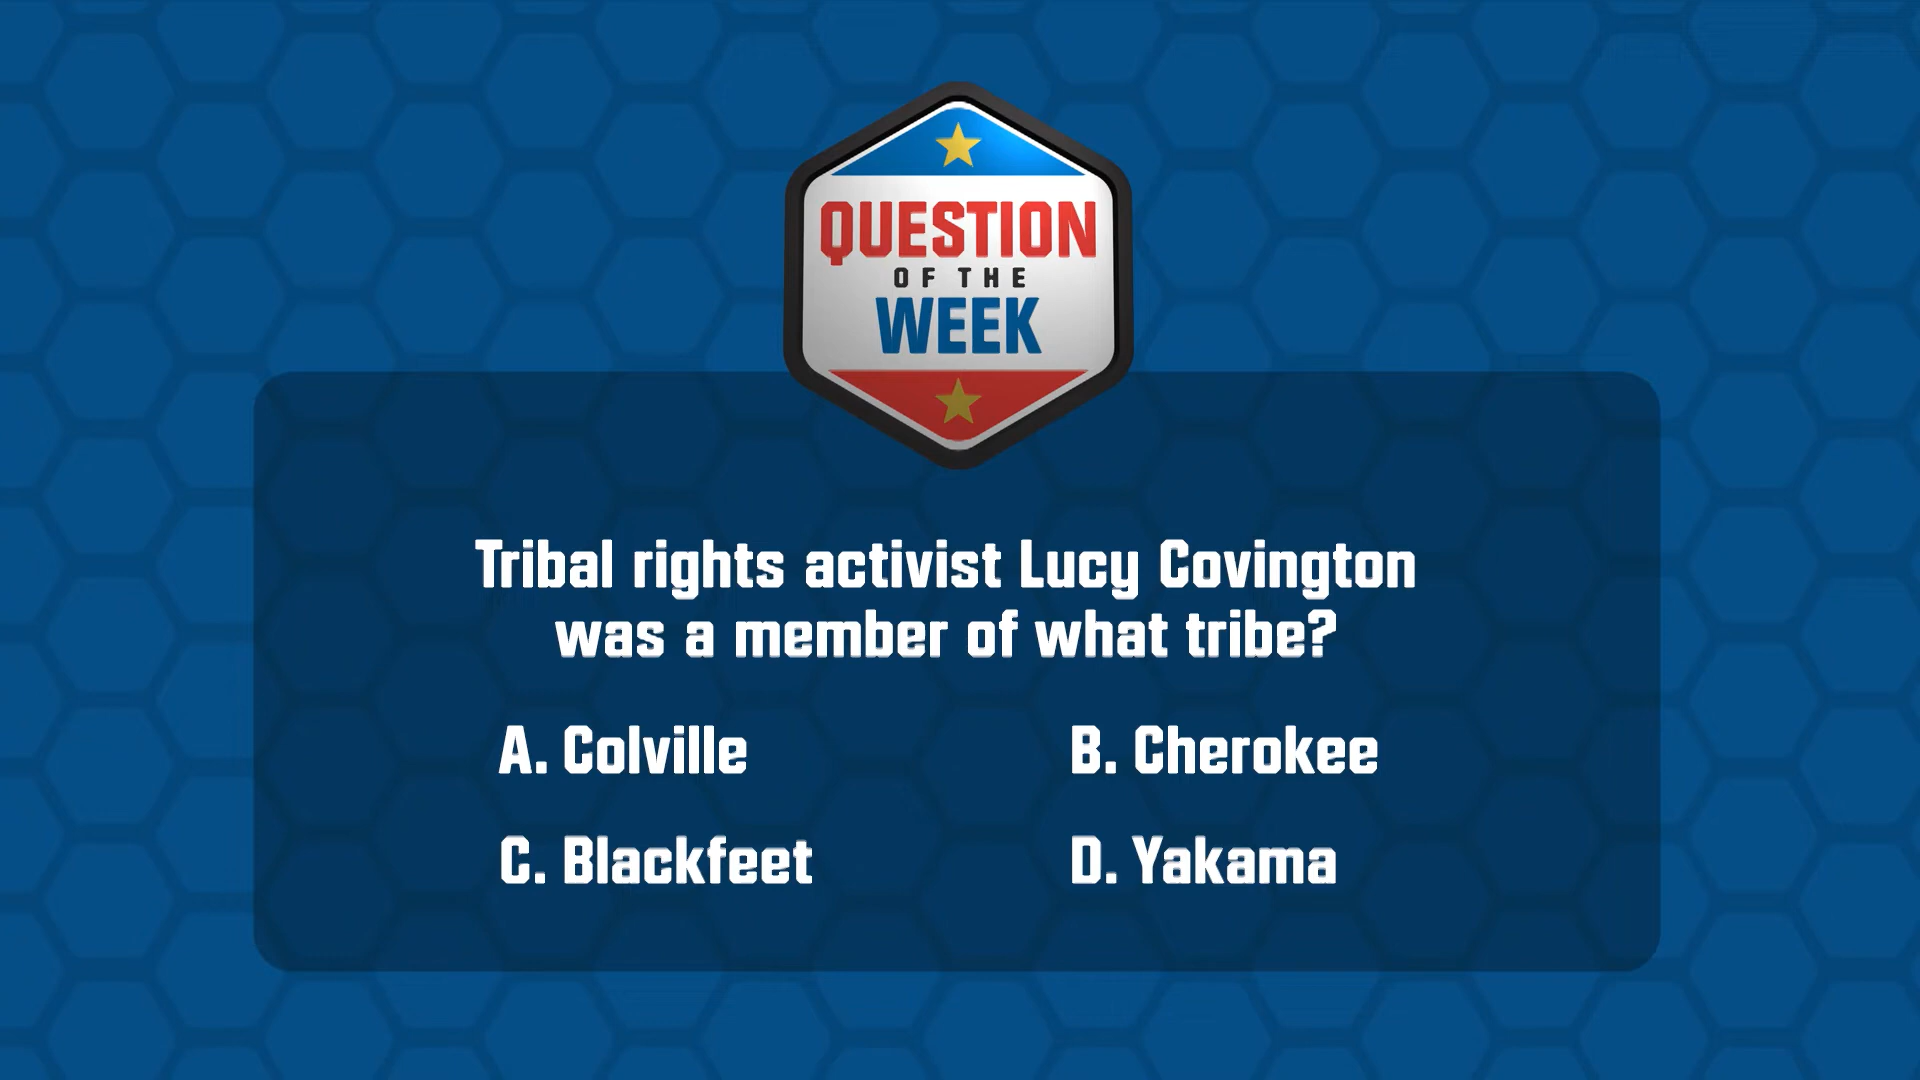 QUESTION
OF THE
WEEK
Tribal rights activist Lucy Covington
was a member of what tribe?
A. Colville
B. Cherokee
C. Blackfeet
D. Yakama